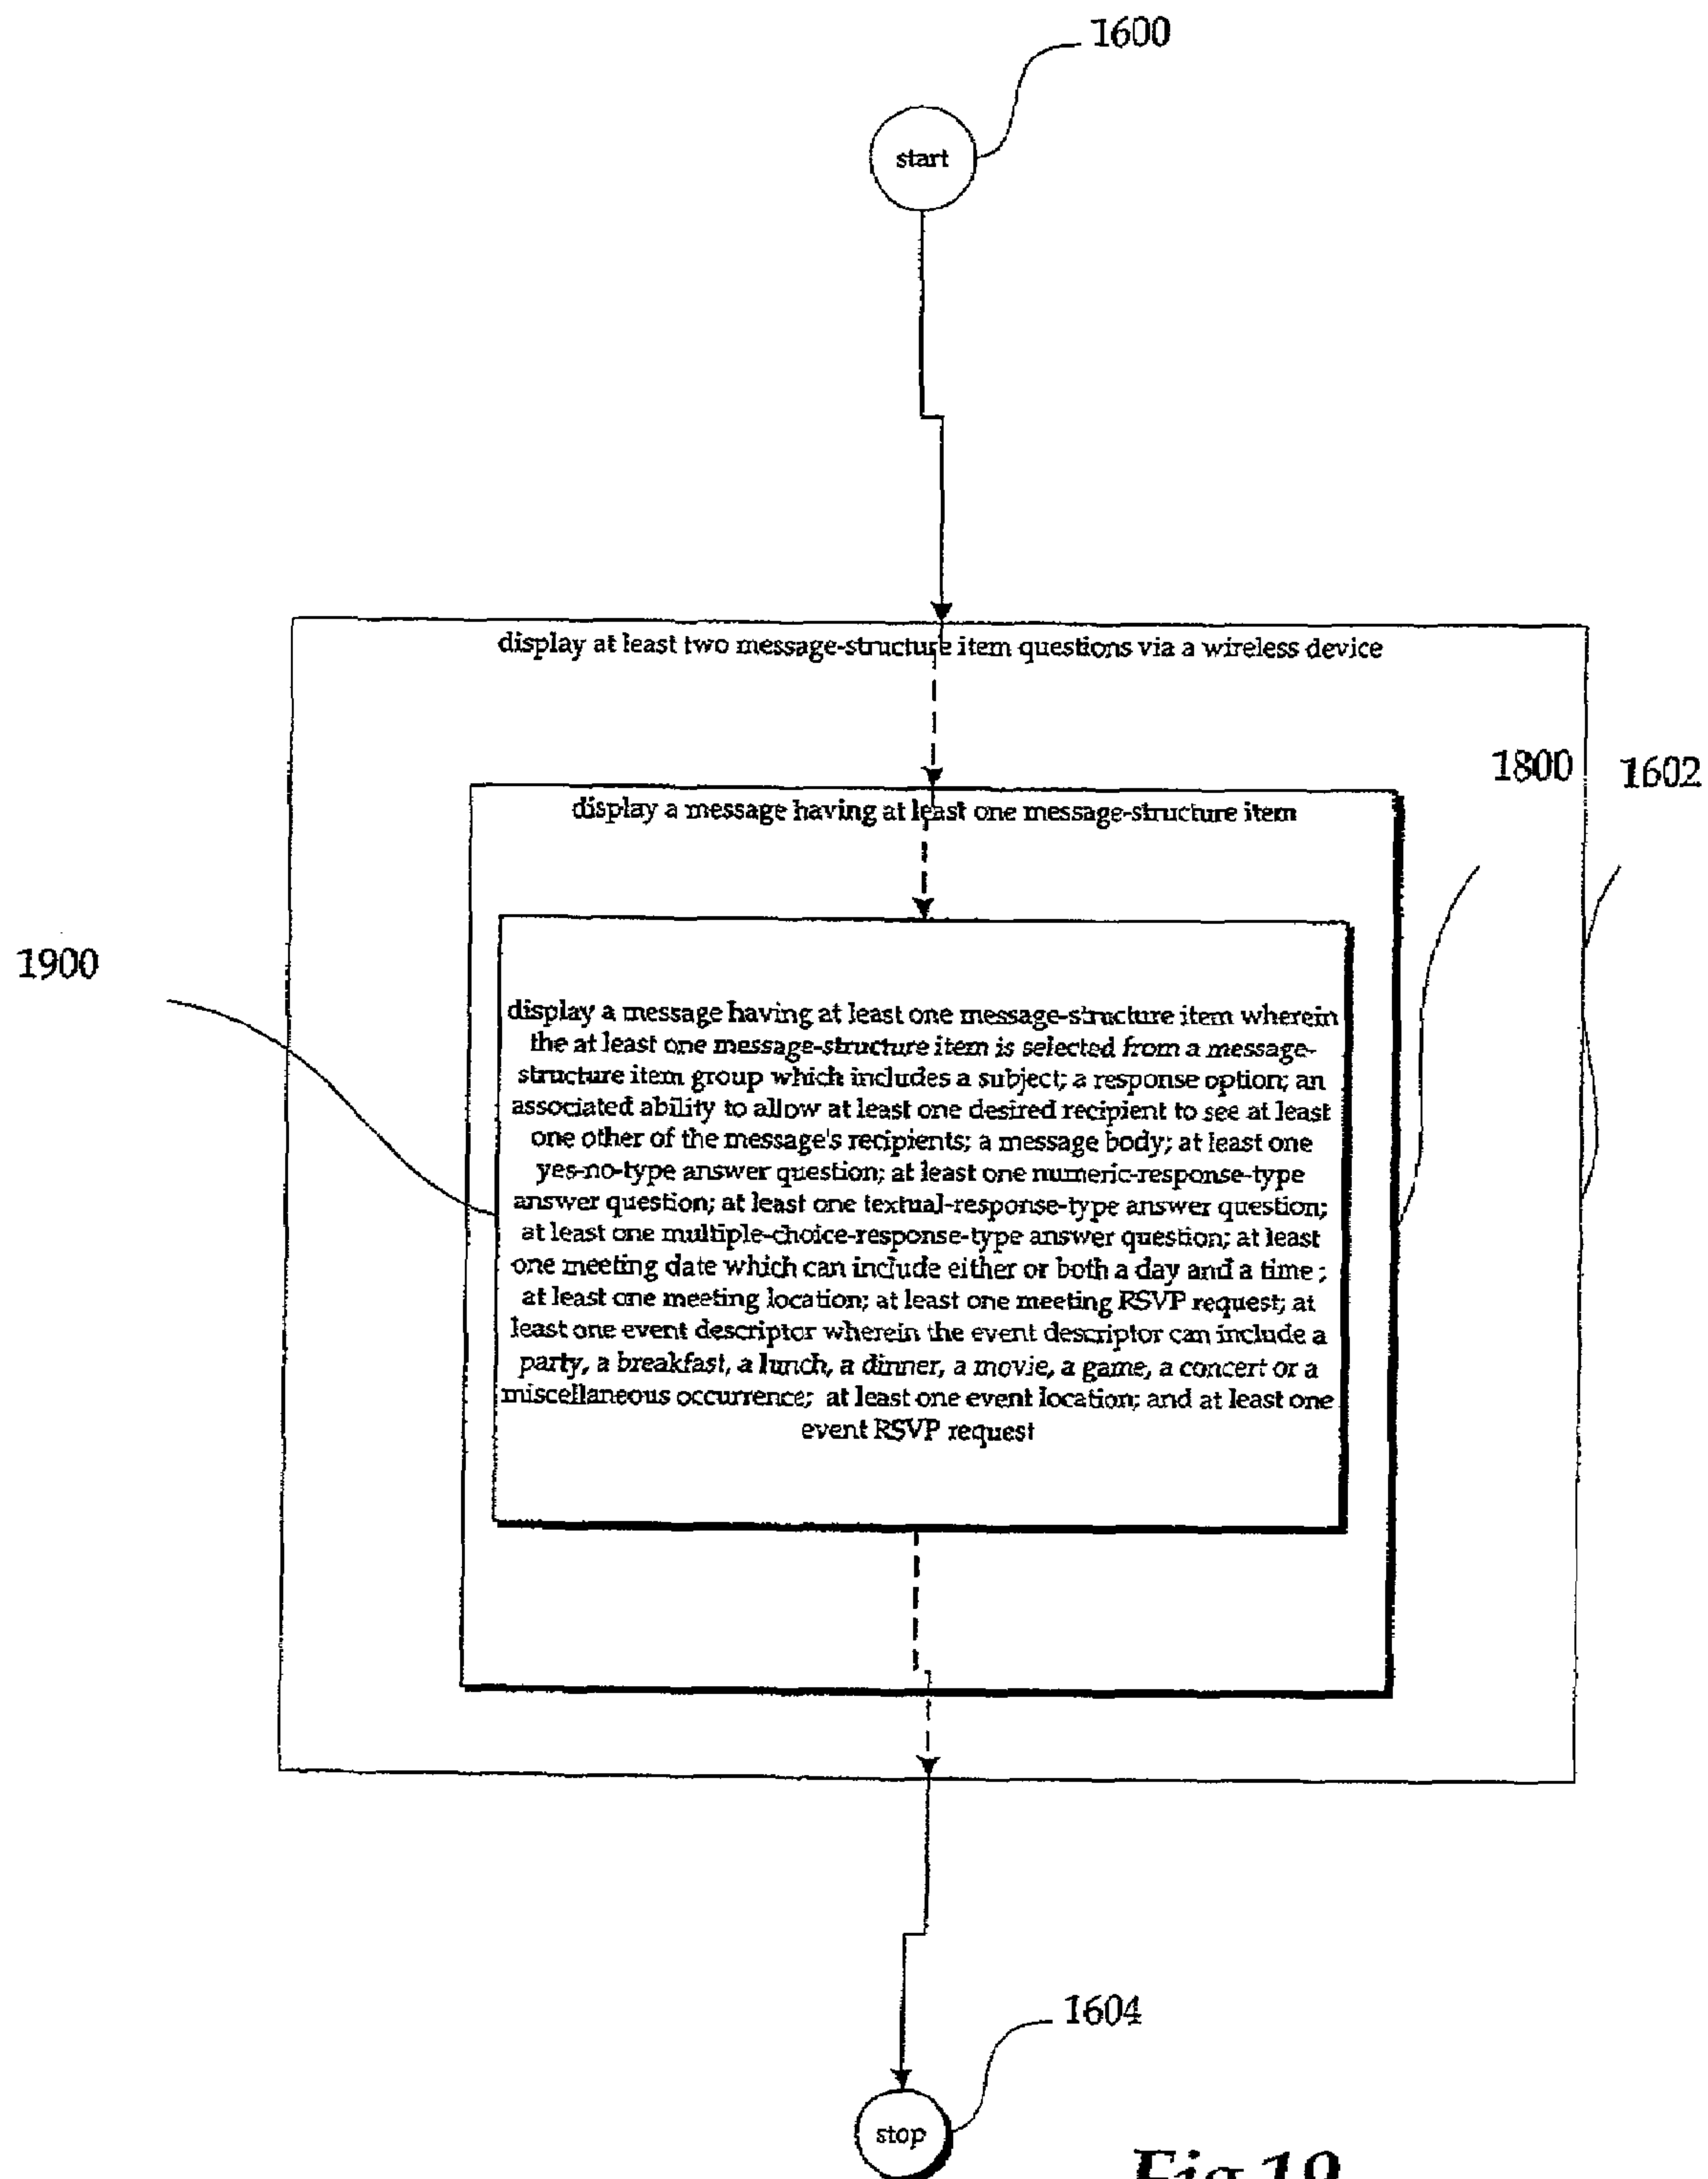 1600
start
display at least two message-structure item questions via a wireless device
1800
1602
display a message having at least one message-structure item
1900
display a message having at least one message-structure item wherein
the at least one message-structure item is selected from a message-
structure item group which includes a subject; a response option; an
associated ability to allow at least one desired recipient to see at least
one other of the message's recipients; a message body; at least one
yes-no-type answer question; at least one numeric-response-type
answer question; at least one textual-response-type answer question;
at least one multiple-choice-response-type answer question; at least
one meeting date which can include either or both a day and a time ;
at least one meeting location; at least one meeting RSVP request; at
least one event descriptor wherein the event descriptor can include a
party, a breakfast, a lunch, a dinner, a movie, a game, a concert or a
miscellaneous occurrence; at least one event location; and at least one
event RSVP request
1604
stop
Fig 19